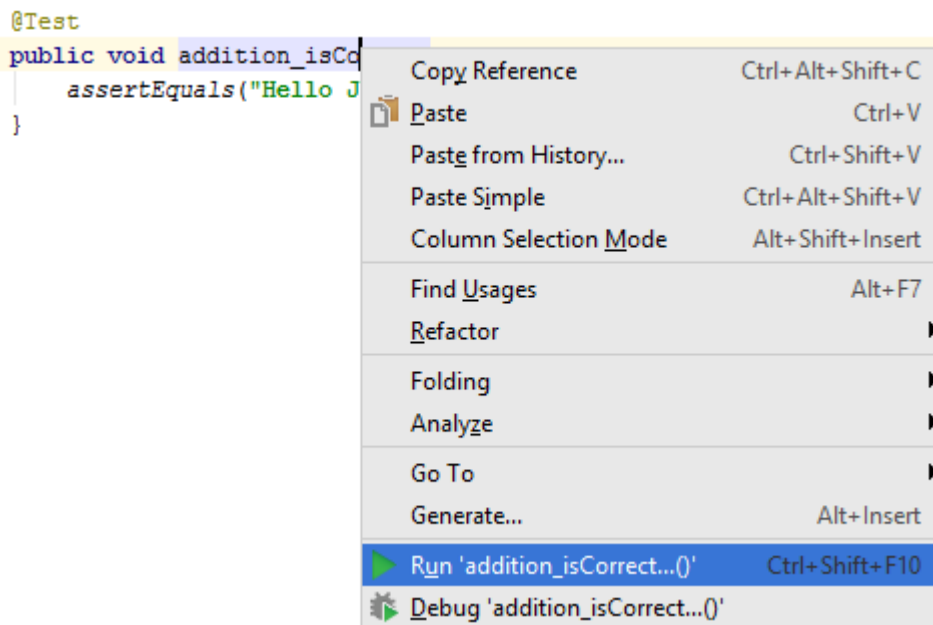 @Test
public void addition_isCo
assertEquals("Hello J
}
Copy Reference Ctrl+Alt+Shift+C
Paste Ctrl+V
Paste from History... Ctrl+Shift+V
Paste Simple Ctrl+Alt+Shift+V
Column Selection Mode Alt+Shift+Insert
Find Usages Alt+F7
Refactor
Folding
Analyze
Go To
Generate... Alt+Insert
Run 'addition_isCorrect...()' Ctrl+Shift+F10
Debug 'addition_isCorrect...()'